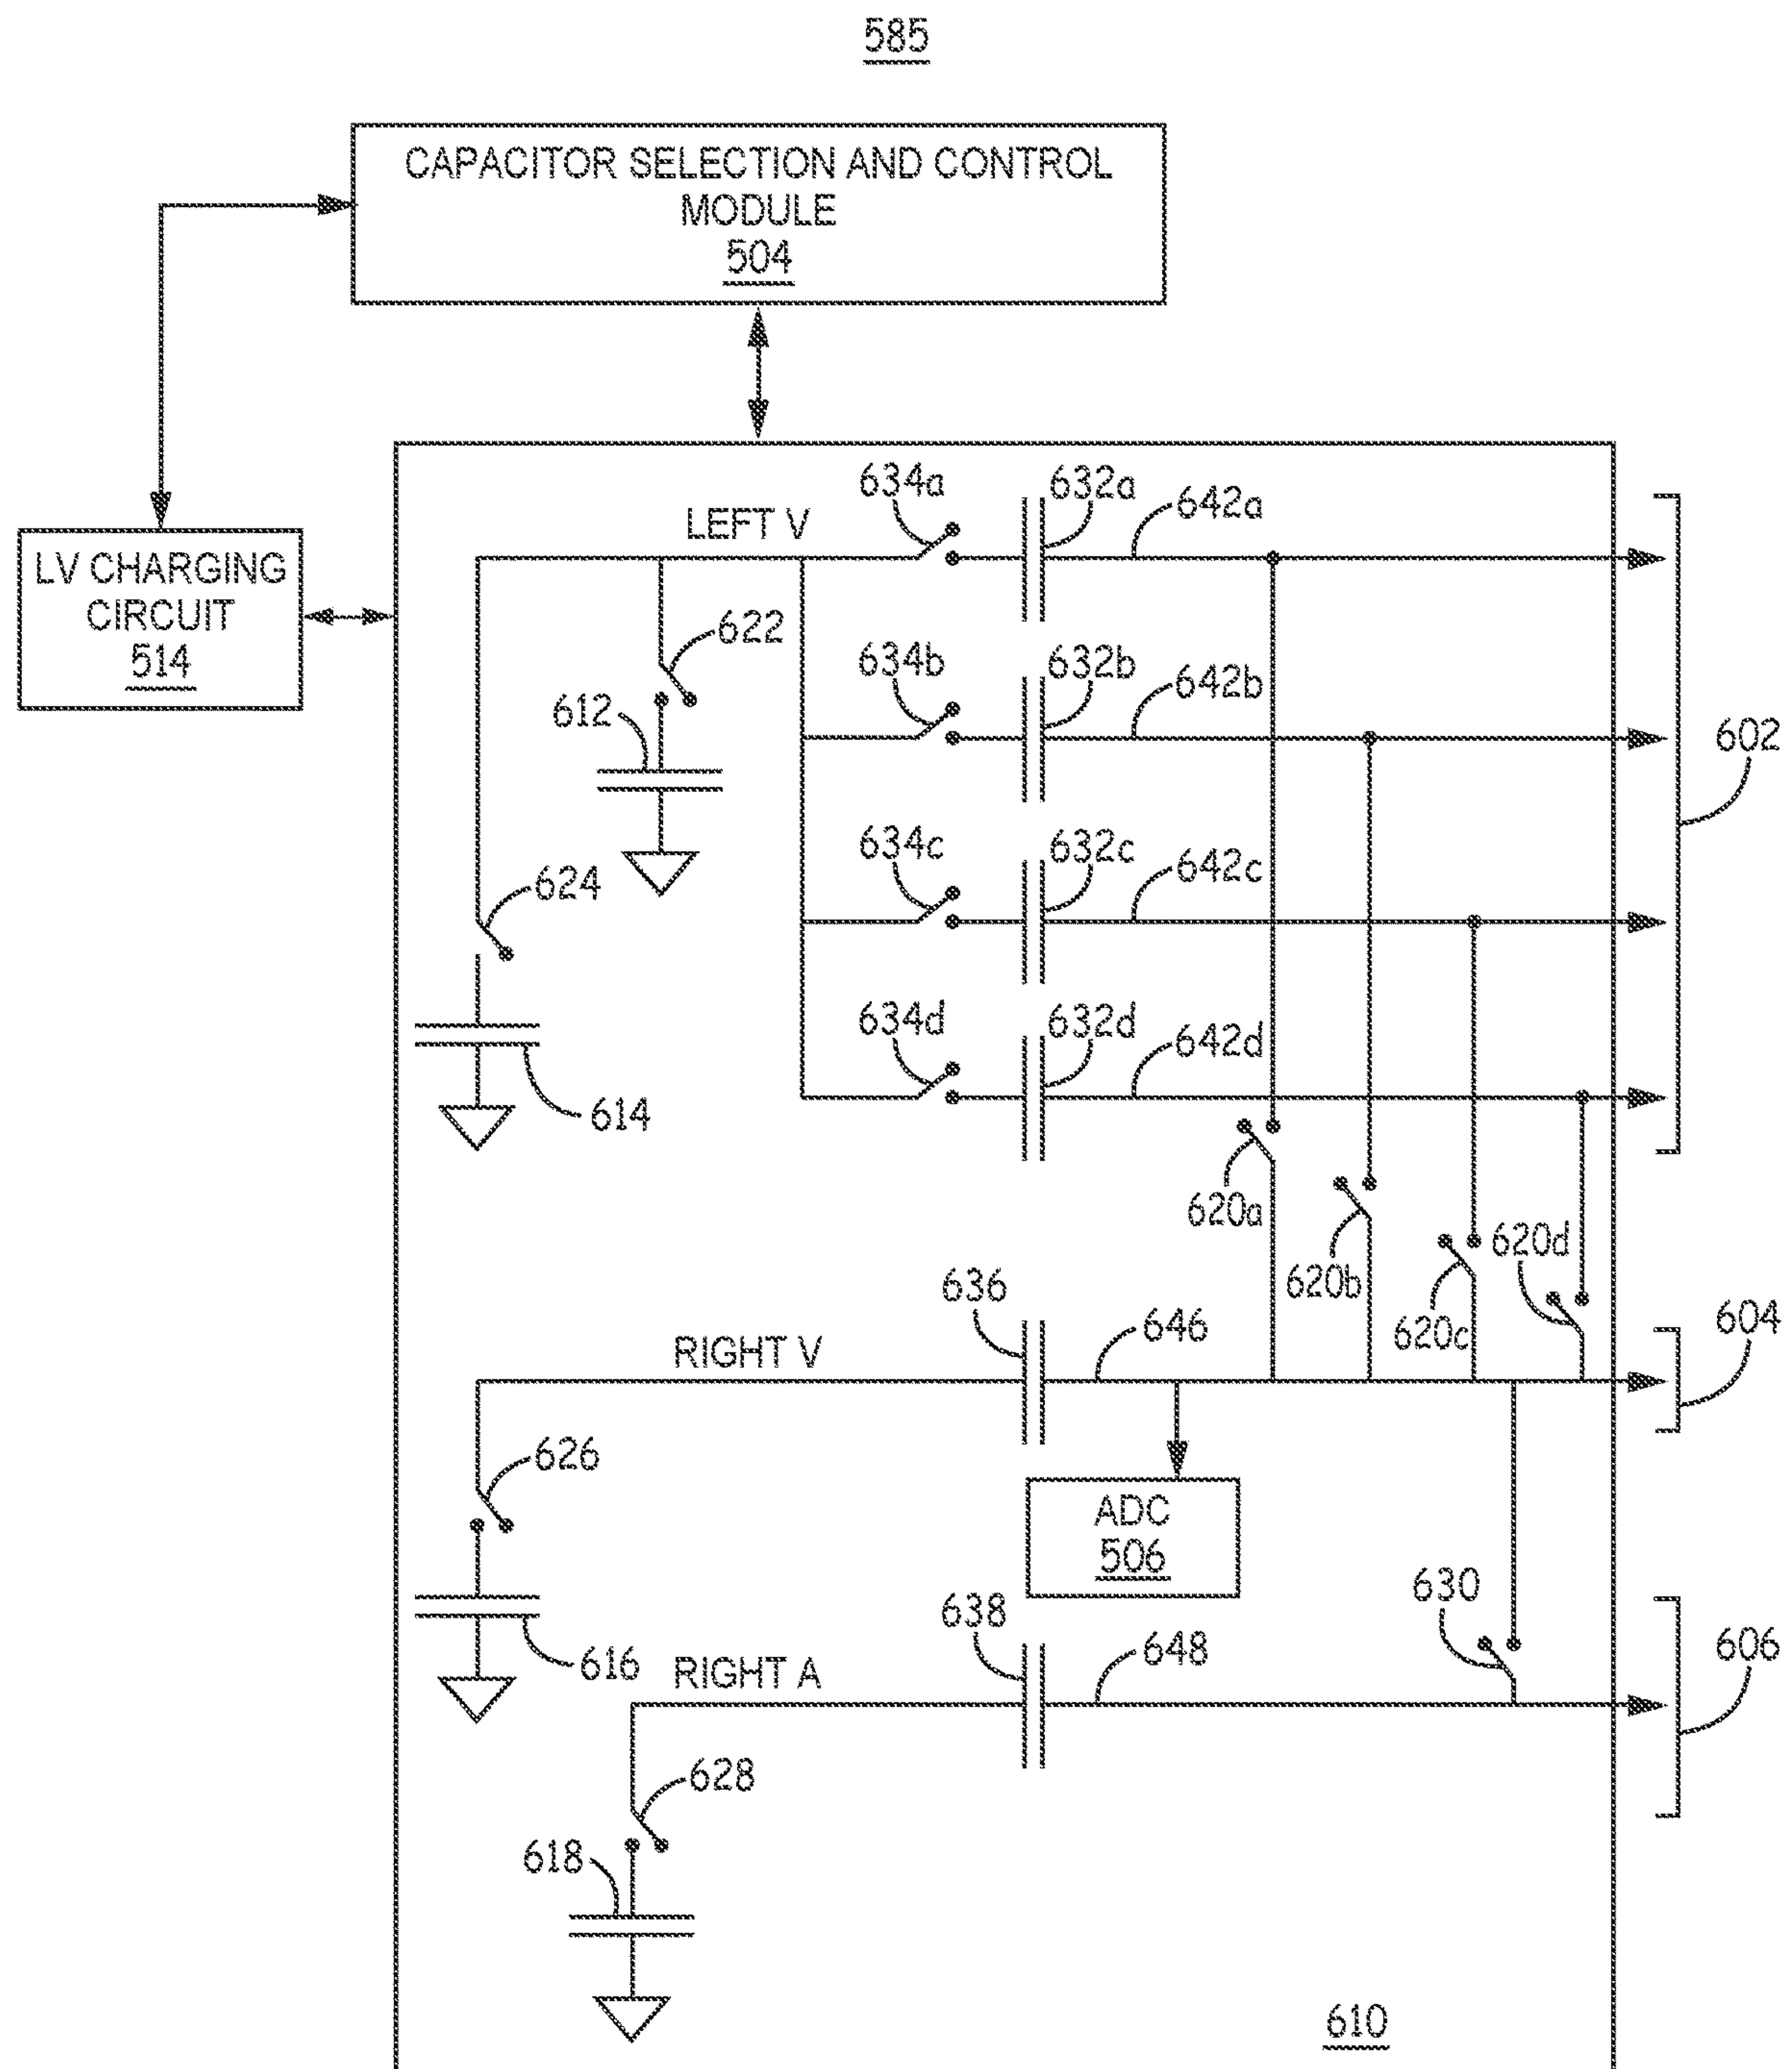 585
CAPACITOR SELECTION AND CONTROL
MODULE
504
LV CHARGING
CIRCUIT
514
LEFT V
634a
632a
642a
622
612
634b
632b
642b
602
624
634c
632c
642c
614
634d
632d
642d
620a
620b
620c
620d
636
RIGHT V
646
604
626
ADC
506
616
RIGHT A
638
648
630
606
628
618
610